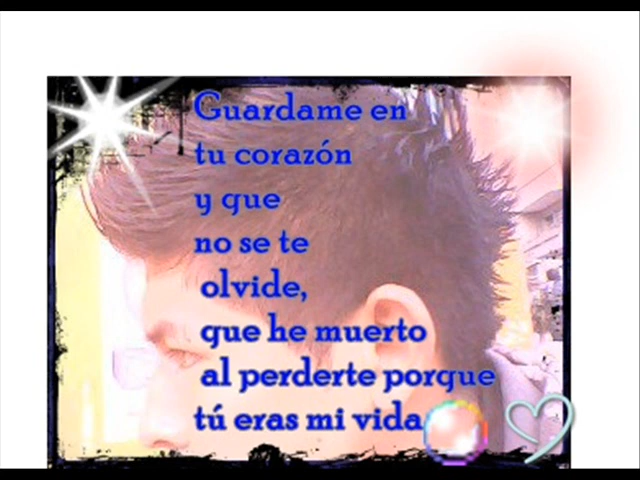 Guardame en
tu corazón
y que
no se te
olvide,
que he muerto
al perderte porque
tú eras mi vida